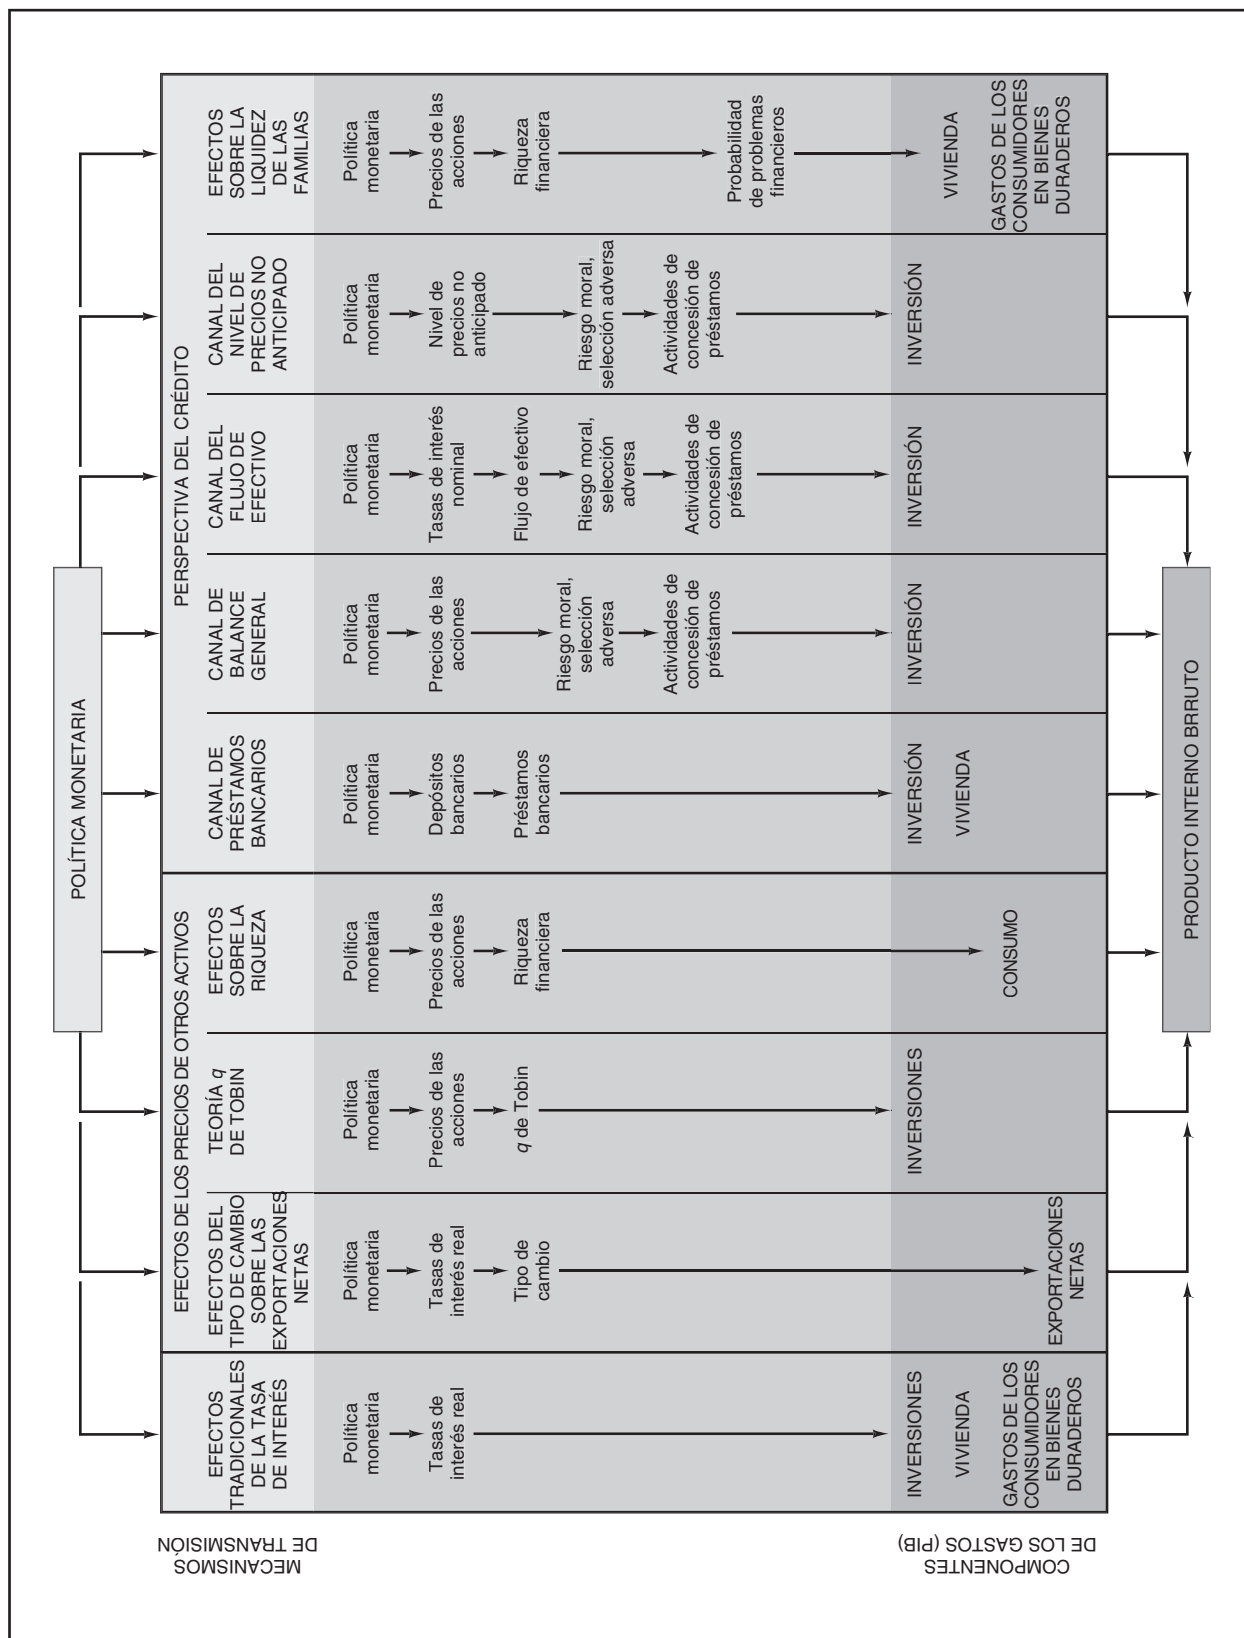 POLÍTICA MONETARIA
MECANISMOS
DE TRANSMISIÓN
EFECTOS
TRADICIONALES
DE LA TASA
DE INTERÉS
EFECTOS DE LOS PRECIOS DE OTROS ACTIVOS
EFECTOS DEL
TIPO DE CAMBIO
SOBRE LAS
EXPORTACIONES
NETAS
TEORÍA q
DE TOBIN
EFECTOS
SOBRE LA
RIQUEZA
PERSPECTIVA DEL CRÉDITO
CANAL DE
PRÉSTAMOS
BANCARIOS
CANAL DE
BALANCE
GENERAL
CANAL DEL
FLUJO DE
EFECTIVO
CANAL DEL
NIVEL DE
PRECIOS NO
ANTICIPADO
EFECTOS
SOBRE LA
LIQUIDEZ
DE LAS
FAMILIAS
Política
monetaria
Tasas de
interés real
Política
monetaria
Tasas de
interés real
Tipo de
cambio
Política
monetaria
Precios de las
acciones
q de Tobin
Política
monetaria
Precios de las
acciones
Riqueza
financiera
Política
monetaria
Depósitos
bancarios
Préstamos
bancarios
Política
monetaria
Precios de las
acciones
Riesgo moral,
selección
adversa
Actividades de
concesión de
préstamos
Política
monetaria
Tasas de interés
nominal
Flujo de efectivo
Riesgo moral,
selección
adversa
Actividades de
concesión de
préstamos
Política
monetaria
Nivel de
precios no
anticipado
Riesgo moral,
selección adversa
Actividades de
concesión de
préstamos
Política
monetaria
Precios de las
acciones
Riqueza
financiera
Probabilidad
de problemas
financieros
COMPONENTES
DE LOS GASTOS (PIB)
INVERSIONES
VIVIENDA
GASTOS DE LOS
CONSUMIDORES
EN BIENES
DURADEROS
EXPORTACIONES
NETAS
INVERSIONES
CONSUMO
INVERSIÓN
VIVIENDA
INVERSIÓN
INVERSIÓN
INVERSIÓN
VIVIENDA
GASTOS DE LOS
CONSUMIDORES
EN BIENES
DURADEROS
PRODUCTO INTERNO BRRUTO